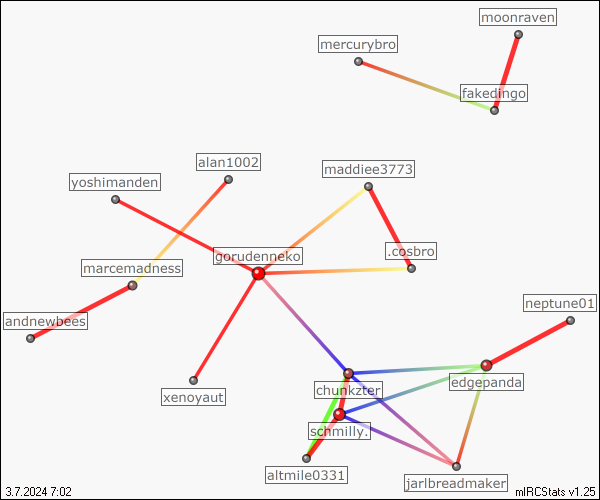 moonraven
mercurybro
fakedingo
alan1002
maddiee3773
yoshimanden
gorudenneko
.cosbro
marcemadness
neptune01
andnewbees
edgepanda
chunkzter
xenoyaut
schmilly.
altmile0331
jarlbreadmaker
3.7.2024 7:02
mIRCStats v1.25